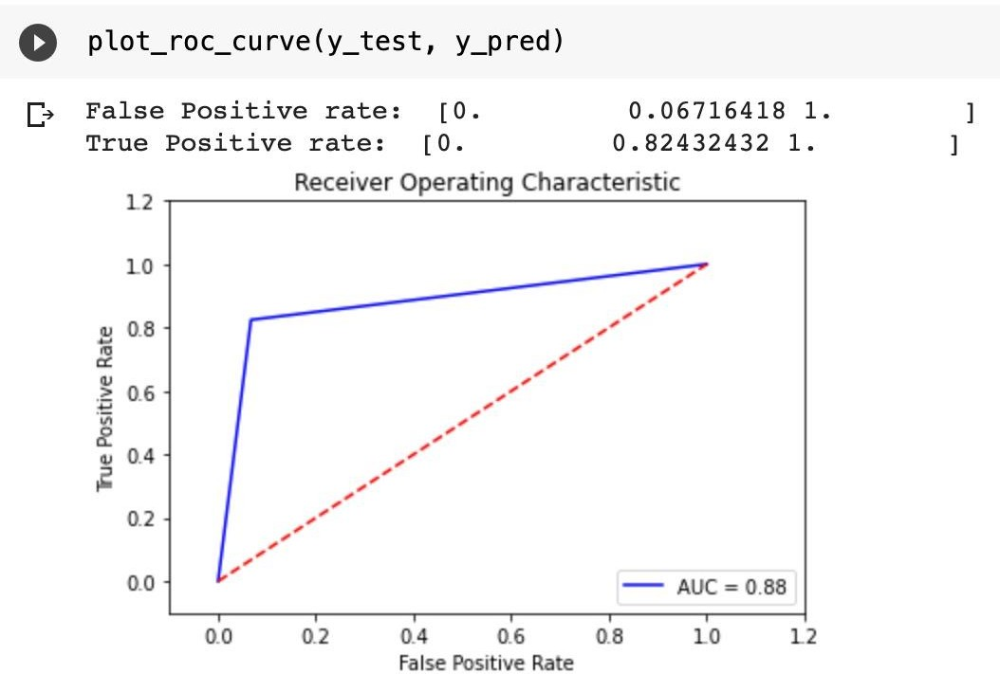 plot_roc_curve(y_test, y_pred)
False Positive rate:  [0.         0.06716418 1.        ]
True Positive rate:  [0.         0.82432432 1.        ]
Receiver Operating Characteristic
1.2
1.0
0.8
0.6
0.4
0.2
0.0
True Positive Rate
AUC = 0.88
0.0 0.2 0.4 0.6 0.8 1.0 1.2
False Positive Rate